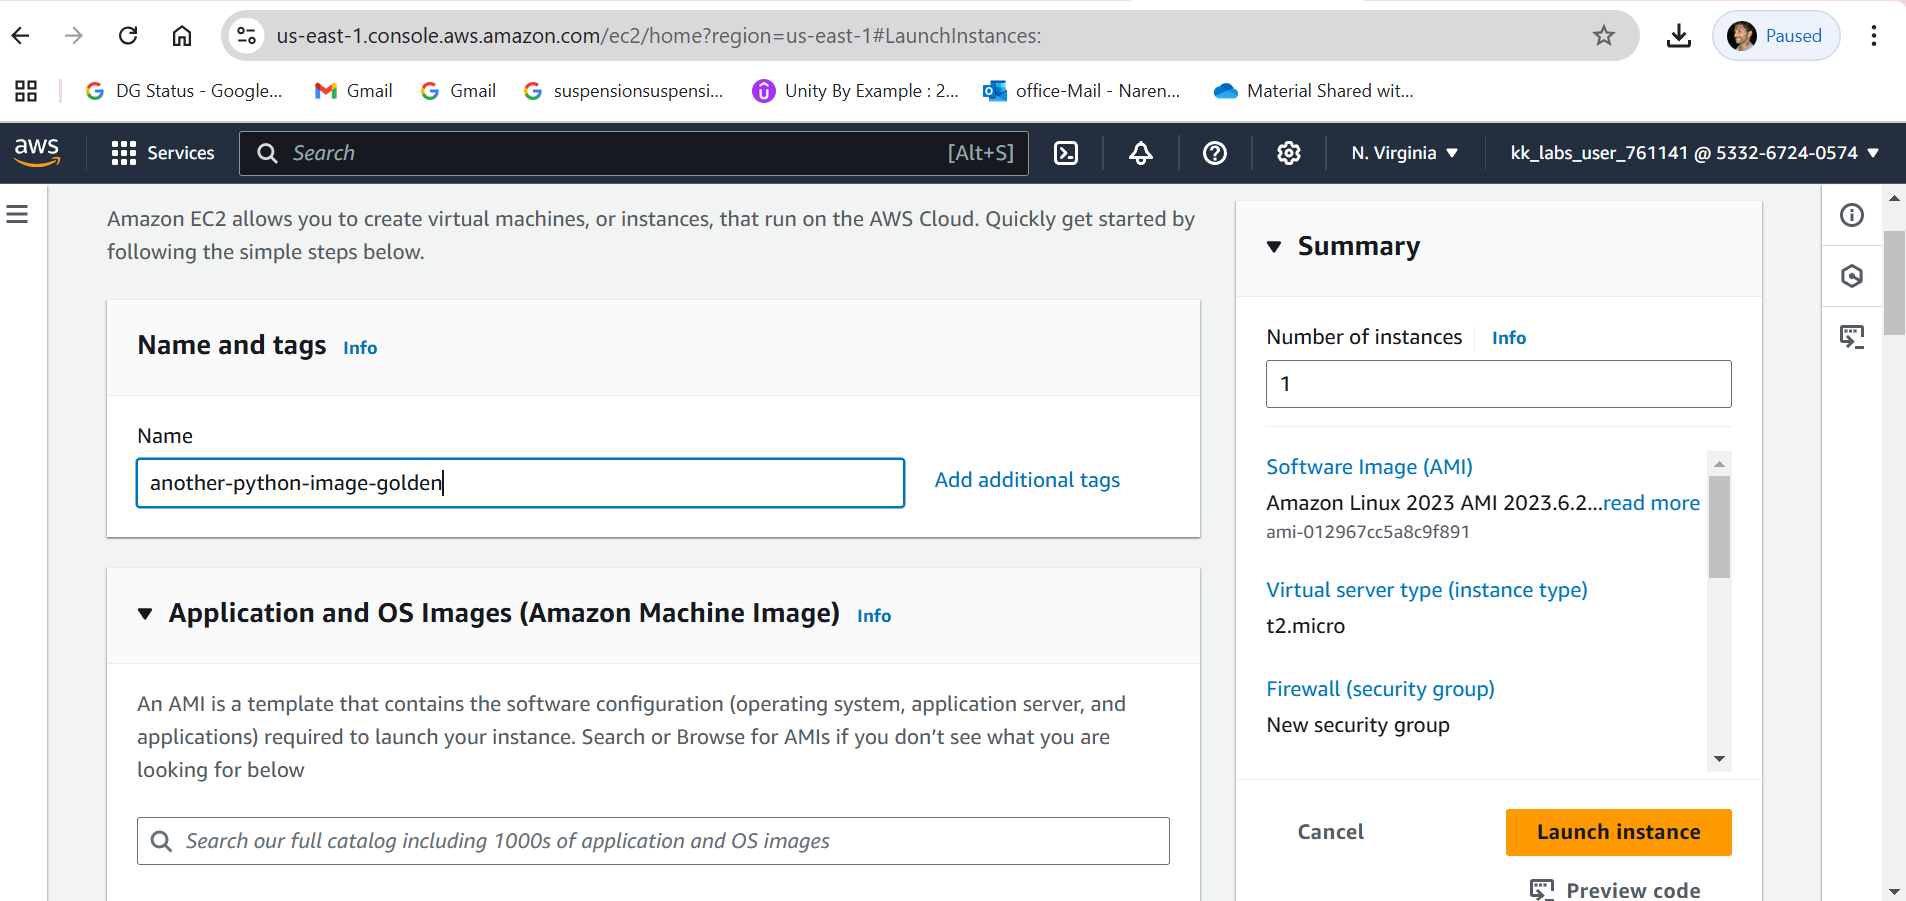 us-east-1.console.aws.amazon.com/ec2/home?region=us-east-1#LaunchInstances:
Paused
DG Status - Google...
Gmail
Gmail
suspensionsuspensi...
Unity By Example : 2...
office-Mail - Naren...
Material Shared wit...
aws
Services
Search
[Alt+S]
N. Virginia
kk_labs_user_761141 @ 5332-6724-0574
Amazon EC2 allows you to create virtual machines, or instances, that run on the AWS Cloud. Quickly get started by
following the simple steps below.
Name and tags Info
Name
another-python-image-golden
Add additional tags
Application and OS Images (Amazon Machine Image) Info
An AMI is a template that contains the software configuration (operating system, application server, and
applications) required to launch your instance. Search or Browse for AMIs if you don’t see what you are
looking for below
Search our full catalog including 1000s of application and OS images
Summary
Number of instances Info
1
Software Image (AMI)
Amazon Linux 2023 AMI 2023.6.2...read more
ami-012967cc5a8c9f891
Virtual server type (instance type)
t2.micro
Firewall (security group)
New security group
Cancel
Launch instance
Preview code